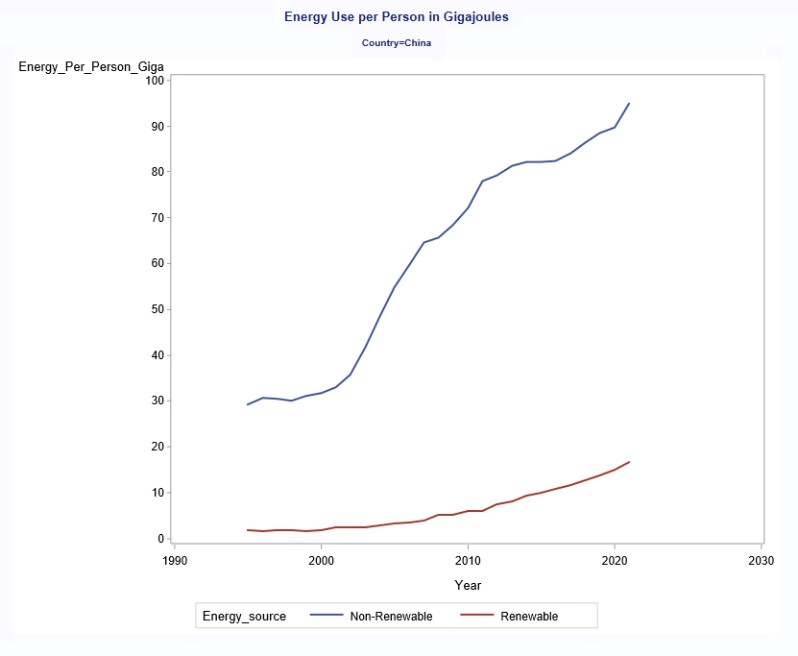 Energy Use per Person in Gigajoules
Country=China
Energy_Per_Person_Giga
100
90
80
70
60
50
40
30
20
10
0
1990 2000 2010 2020 2030
Year
Energy_source Non-Renewable Renewable